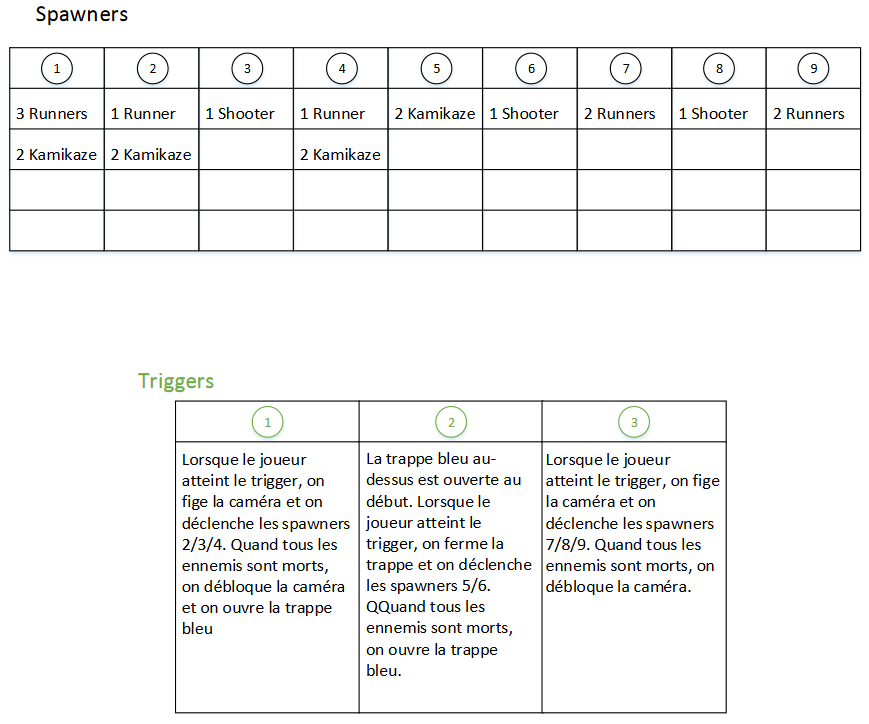 Spawners
1 2 3 4 5 6 7 8 9
3 Runners 1 Runner 1 Shooter 1 Runner 2 Kamikaze 1 Shooter 2 Runners 1 Shooter 2 Runners
2 Kamikaze 2 Kamikaze 2 Kamikaze
Triggers
1
Lorsque le joueur
atteint le trigger, on
fige la caméra et on
déclenche les spawners
2/3/4. Quand tous les
ennemis sont morts,
on débloque la caméra
et on ouvre la trappe
bleu
2
La trappe bleu au-
dessus est ouverte au
début. Lorsque le
joueur atteint le
trigger, on ferme la
trappe et on déclenche
les spawners 5/6.
QQuand tous les
ennemis sont morts,
on ouvre la trappe
bleu.
3
Lorsque le joueur
atteint le trigger, on fige
la caméra et on
déclenche les spawners
7/8/9. Quand tous les
ennemis sont morts, on
débloque la caméra.